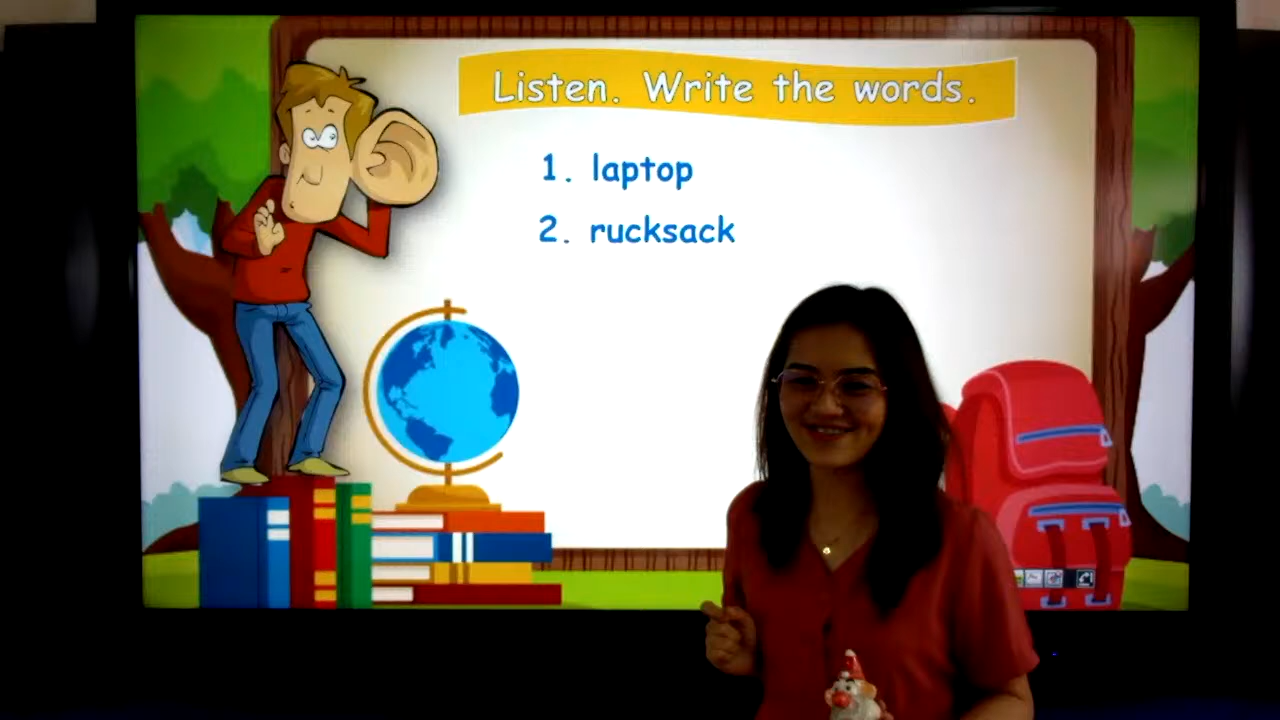 Listen. Write the words.
1. laptop
2. rucksack